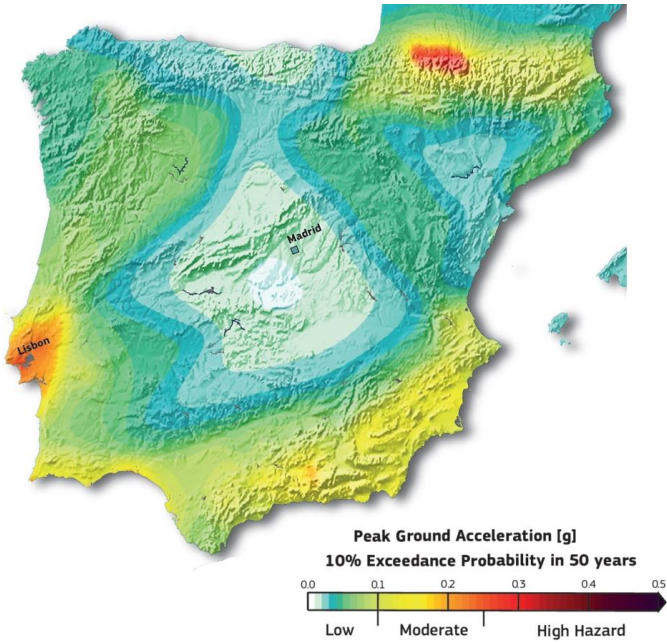 Madrid
Lisbon
Peak Ground Acceleration [g]
10% Exceedance Probability in 50 years
0.0 0.1 0.2 0.3 0.4 0.5
Low Moderate High Hazard